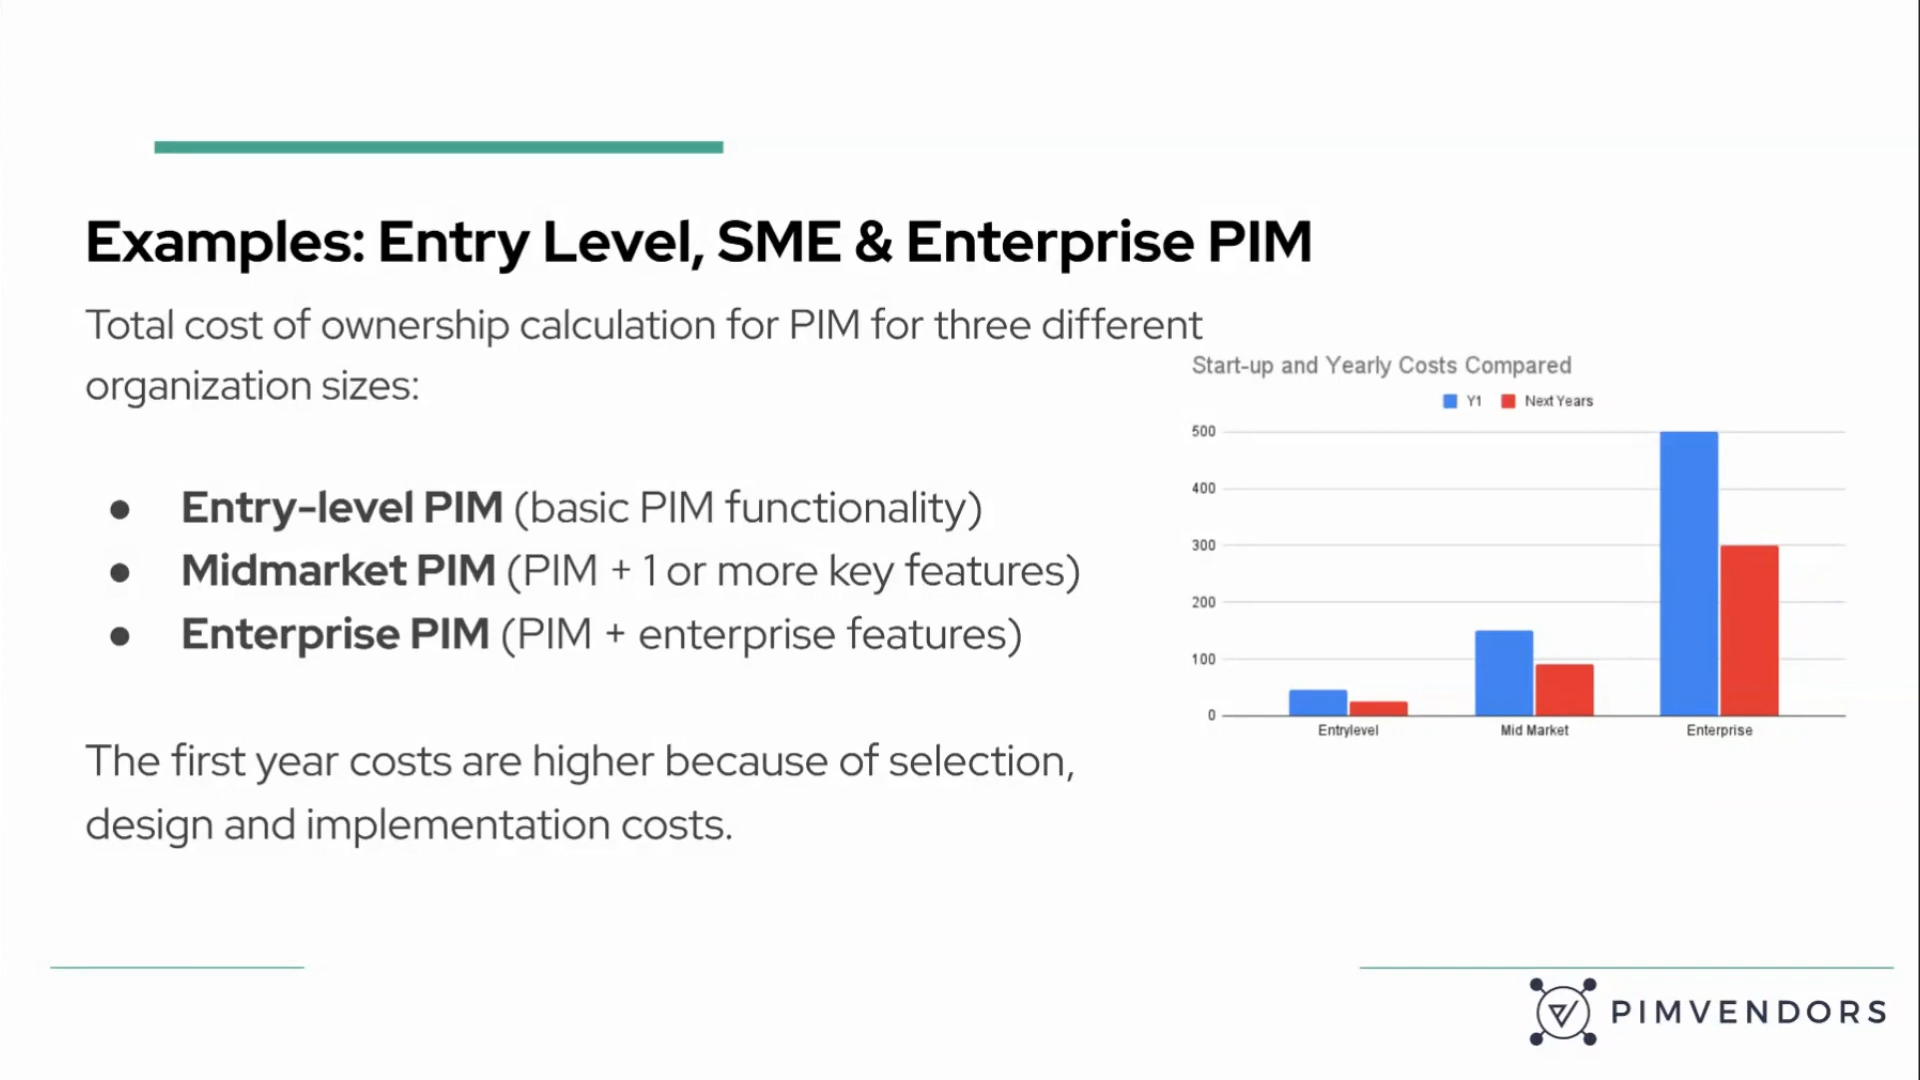 Examples: Entry Level, SME & Enterprise PIM
Total cost of ownership calculation for PIM for three different
organization sizes:
● Entry-level PIM (basic PIM functionality)
● Midmarket PIM (PIM + 1 or more key features)
● Enterprise PIM (PIM + enterprise features)
The first year costs are higher because of selection,
design and implementation costs.
Start-up and Yearly Costs Compared
Y1 Next Years
500
400
300
200
100
0
Entrylevel Mid Market Enterprise
PIMVENDORS